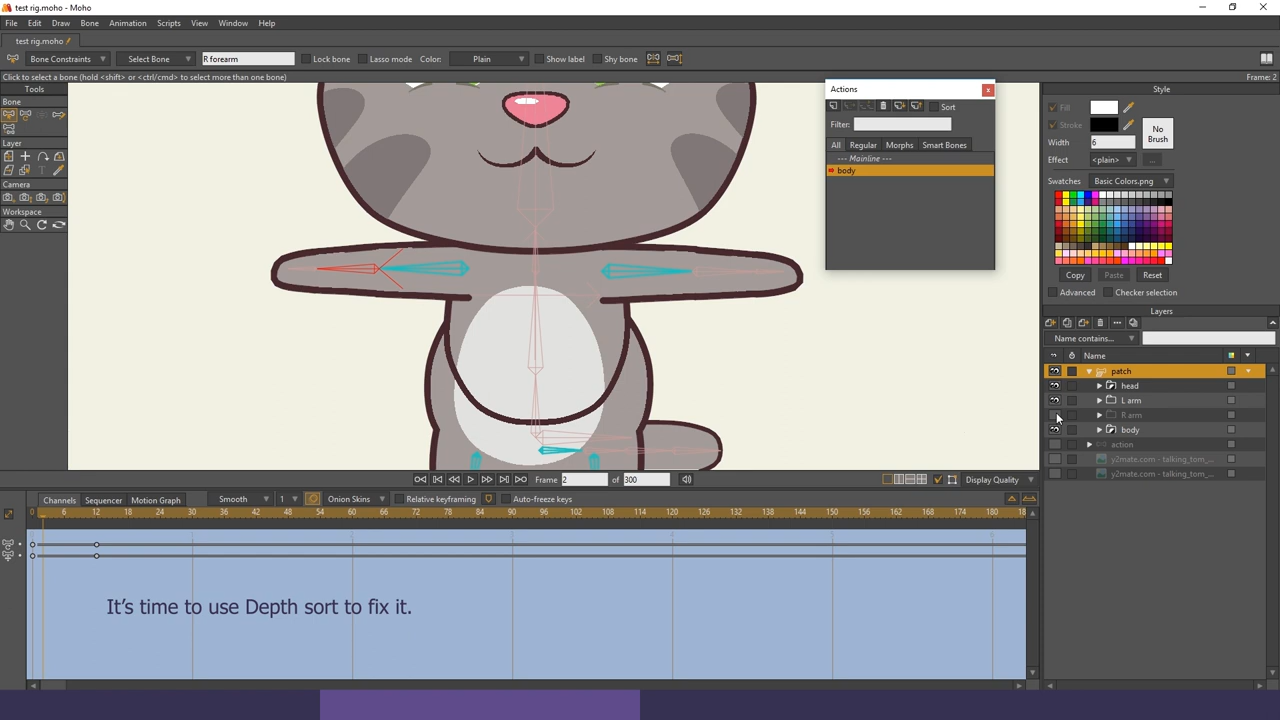 test rig.moho - Moho
File Edit Draw Bone Animation Scripts View Window Help
test rig.moho
Bone Constraints Select Bone R forearm Lock bone Lasso mode Color: Plain Show label Shy bone
Click to select a bone (hold <shift> or <ctrl/cmd> to select more than one bone) Frame: 2
Tools
Bone
Layer
Camera
Workspace
Actions
Sort
Filter:
All Regular Morphs Smart Bones
--- Mainline ---
body
Style
Fill
Stroke
No Brush
Width 6
Effect <plain> ...
Swatches Basic Colors.png
Copy Paste Reset
Advanced Checker selection
Layers
Name contains...
Name
patch
head
L arm
R arm
body
action
y2mate.com - talking_tom_...
y2mate.com - talking_tom_...
Frame 2 of 300 Display Quality
Channels Sequencer Motion Graph Smooth 1 Onion Skins Relative keyframing Auto-freeze keys
0 6 12 18 24 30 36 42 48 54 60 66 72 78 84 90 96 102 108 114 120 126 132 138 144 150 156 162 168 174 180 18
It's time to use Depth sort to fix it.